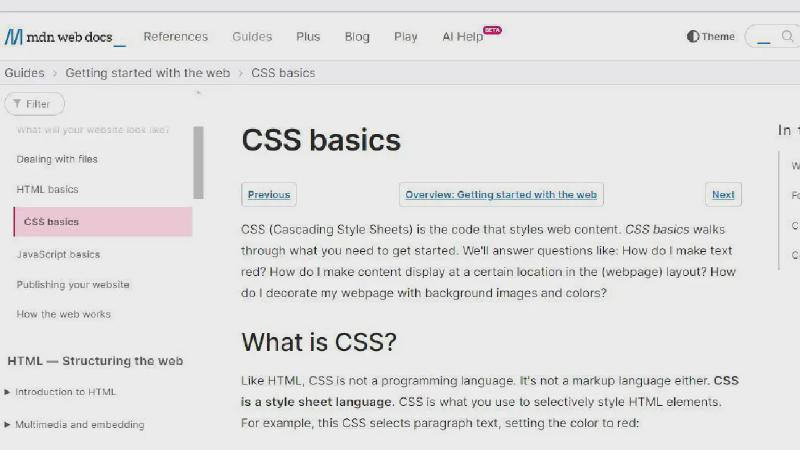 mdn web docs_ References Guides Plus Blog Play AI Help BETA Theme
Guides > Getting started with the web > CSS basics
Filter
What will your website look like?
Dealing with files
HTML basics
CSS basics
JavaScript basics
Publishing your website
How the web works
HTML — Structuring the web
▶ Introduction to HTML
▶ Multimedia and embedding
CSS basics
Previous Overview: Getting started with the web Next
CSS (Cascading Style Sheets) is the code that styles web content. CSS basics walks
through what you need to get started. We'll answer questions like: How do I make text
red? How do I make content display at a certain location in the (webpage) layout? How
do I decorate my webpage with background images and colors?
What is CSS?
Like HTML, CSS is not a programming language. It's not a markup language either. CSS
is a style sheet language. CSS is what you use to selectively style HTML elements.
For example, this CSS selects paragraph text, setting the color to red:
In